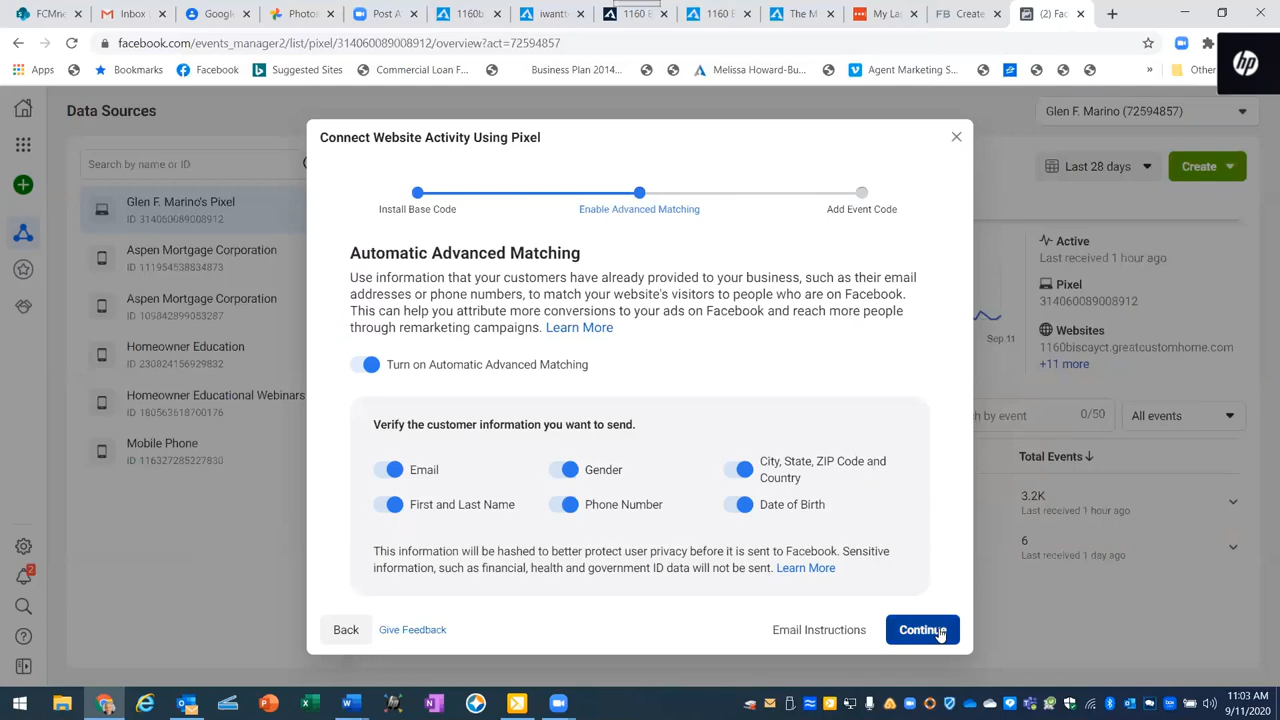 FCMne
Inbox
Google
Photos
Post A
1160b
iwantt
1160 E
1160 E
The M
My La
FB Create
(2) Fac
facebook.com/events_manager2/list/pixel/314060089008912/overview?act=72594857
Apps
Bookmarks
Facebook
Suggested Sites
Commercial Loan F...
Business Plan 2014...
Melissa Howard-Bu...
Agent Marketing S...
»
Other
hp
Data Sources
Glen F. Marino (72594857)
Search by name or ID
Last 28 days
Create
Glen F. Marino's Pixel
ID 314060089008912
Aspen Mortgage Corporation
ID 111954538834873
Aspen Mortgage Corporation
Homeowner Education
ID 230824156929832
Homeowner Educational Webinars
ID 180563618700176
Mobile Phone
ID 116327285227830
Connect Website Activity Using Pixel
Install Base Code
Enable Advanced Matching
Add Event Code
Automatic Advanced Matching
Use information that your customers have already provided to your business, such as their email
addresses or phone numbers, to match your website's visitors to people who are on Facebook.
This can help you attribute more conversions to your ads on Facebook and reach more people
through remarketing campaigns. Learn More
Turn on Automatic Advanced Matching
Verify the customer information you want to send.
Email
Gender
City, State, ZIP Code and
Country
First and Last Name
Phone Number
Date of Birth
This information will be hashed to better protect user privacy before it is sent to Facebook. Sensitive
information, such as financial, health and government ID data will not be sent. Learn More
Back
Give Feedback
Email Instructions
Continue
Active
Last received 1 hour ago
Pixel
314060089008912
Websites
1160biscayct.greatcustomhome.com
+11 more
Sep 11
h by event
0/50
All events
Total Events
3.2K
Last received 1 hour ago
6
Last received 1 day ago
2
11:03 AM
9/11/2020